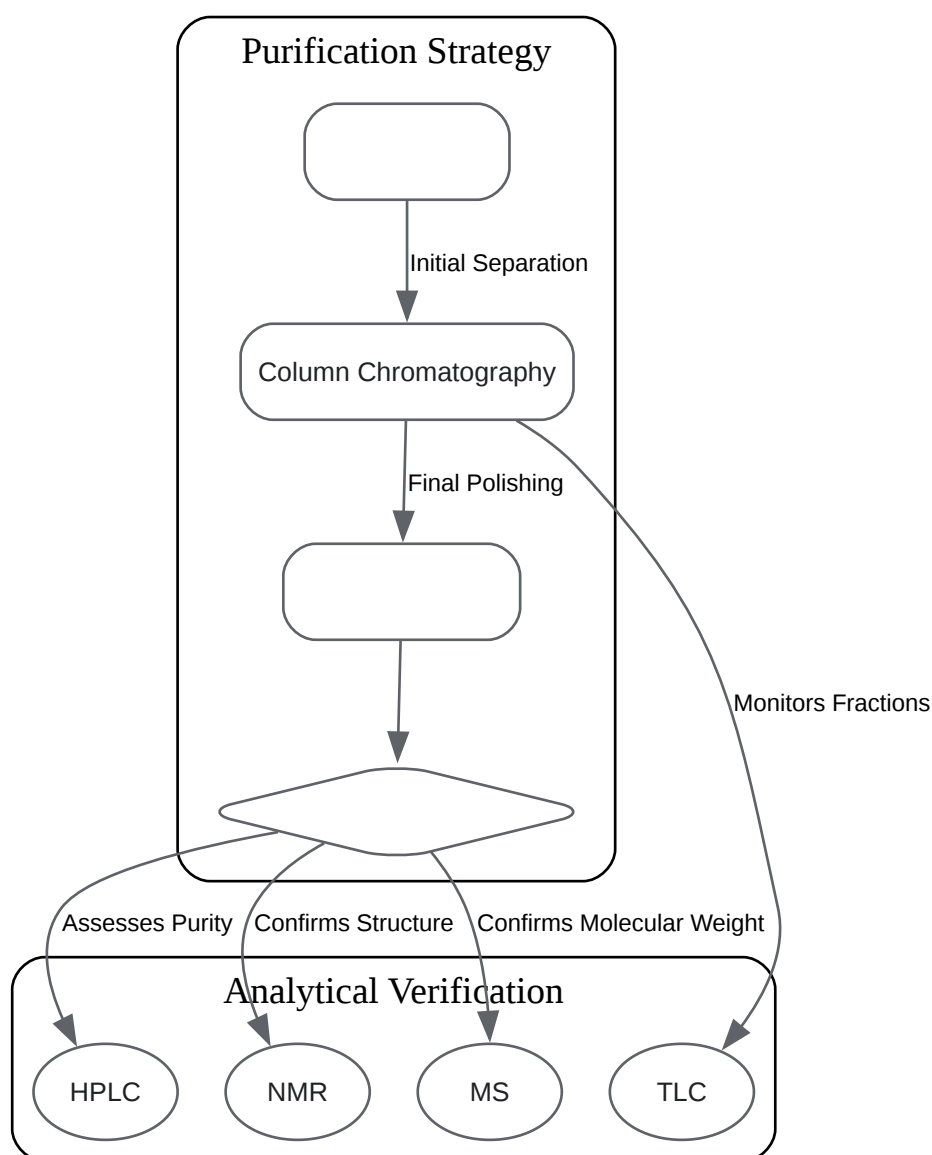 Purification Strategy
Initial Separation
Column Chromatography
Final Polishing
Monitors Fractions
Assesses Purity
Confirms Structure
Confirms Molecular Weight
Analytical Verification
HPLC
NMR
MS
TLC